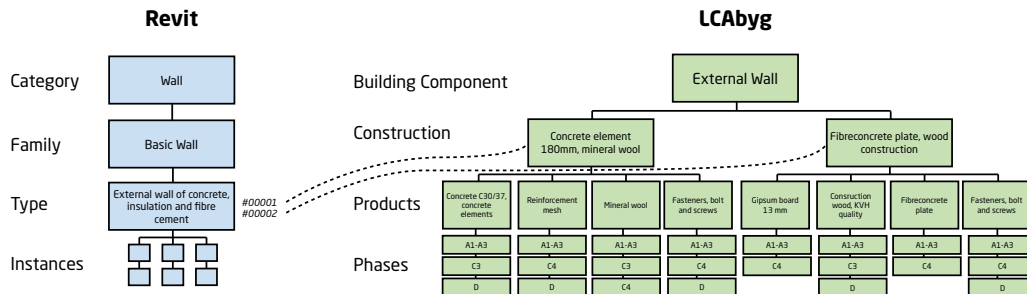 Revit
LCAbyg
Category
Wall
Building Component
External Wall
Family
Basic Wall
Construction
Concrete element
180mm, mineral wool
Fibreconcrete plate, wood
construction
Type
External wall of concrete,
insulation and fibre
cement
#00001
#00002
Products
Concrete C30/37,
concrete
elements
Reinforcement
mesh
Mineral wool
Fasteners, bolt
and screws
Gipsum board
13 mm
Consruction
wood, KVH
quality
Fibreconcrete
plate
Fasteners, bolt
and screws
Instances
Phases
A1-A3
A1-A3
A1-A3
A1-A3
A1-A3
A1-A3
A1-A3
A1-A3
C3
C4
C3
C4
C4
C3
C4
C4
D
D
C4
D
D
D